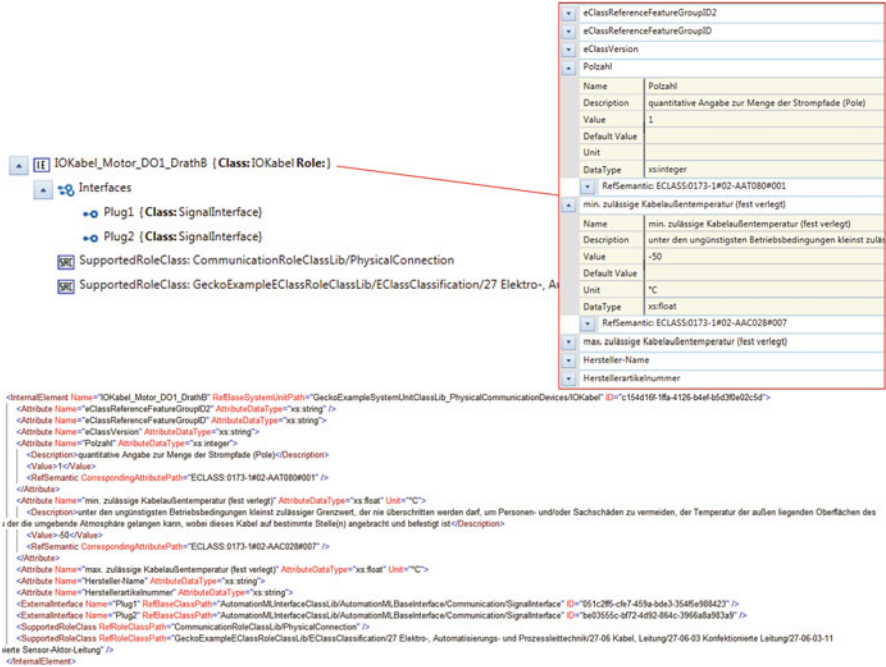 eClassReferenceFeatureGroupID2
eClassReferenceFeatureGroupID
eClassVersion
Polzahl
Name Polzahl
Description quantitative Angabe zur Menge der Strompfade (Pole)
Value 1
Default Value
Unit
DataType xs:integer
RefSemantic: ECLASS:0173-1#02-AAT080#001
min. zulässige Kabelaußentemperatur (fest verlegt)
Name min. zulässige Kabelaußentemperatur (fest verlegt)
Description unter den ungünstigsten Betriebsbedingungen kleinst zuläs
Value -50
Default Value
Unit °C
DataType xs:float
RefSemantic: ECLASS:0173-1#02-AAC028#007
max. zulässige Kabelaußentemperatur (fest verlegt)
Hersteller-Name
Herstellerartikelnummer
IE IOKabel_Motor_DO1_DrathB {Class: IOKabel Role: }
Interfaces
Plug1 {Class: SignalInterface}
Plug2 {Class: SignalInterface}
SRC SupportedRoleClass: CommunicationRoleClassLib/PhysicalConnection
SRC SupportedRoleClass: GeckoExampleEClassRoleClassLib/EClassClassification/27 Elektro-, Au
<InternalElement Name="IOKabel_Motor_DO1_DrathB" RefBaseSystemUnitPath="GeckoExampleSystemUnitClassLib_PhysicalCommunicationDevices/IOKabel" ID="c154d16f-1ffa-4126-b4ef-b5d3f0e02c5d">
<Attribute Name="eClassReferenceFeatureGroupID2" AttributeDataType="xs:string" />
<Attribute Name="eClassReferenceFeatureGroupID" AttributeDataType="xs:string" />
<Attribute Name="eClassVersion" AttributeDataType="xs:string" />
<Attribute Name="Polzahl" AttributeDataType="xs:integer">
<Description>quantitative Angabe zur Menge der Strompfade (Pole)</Description>
<Value>1</Value>
<RefSemantic CorrespondingAttributePath="ECLASS:0173-1#02-AAT080#001" />
</Attribute>
<Attribute Name="min. zulässige Kabelaußentemperatur (fest verlegt)" AttributeDataType="xs:float" Unit="°C">
<Description>unter den ungünstigsten Betriebsbedingungen kleinst zulässiger Grenzwert, der nie überschritten werden darf, um Personen- und/oder Sachschäden zu vermeiden, der Temperatur der außen liegenden Oberflächen des
der die umgebende Atmosphäre gelangen kann, wobei dieses Kabel auf bestimmte Stelle(n) angebracht und befestigt ist</Description>
<Value>-50</Value>
<RefSemantic CorrespondingAttributePath="ECLASS:0173-1#02-AAC028#007" />
</Attribute>
<Attribute Name="max. zulässige Kabelaußentemperatur (fest verlegt)" AttributeDataType="xs:float" Unit="°C" />
<Attribute Name="Hersteller-Name" AttributeDataType="xs:string" />
<Attribute Name="Herstellerartikelnummer" AttributeDataType="xs:string" />
<ExternalInterface Name="Plug1" RefBaseClassPath="AutomationMLInterfaceClassLib/AutomationMLBaseInterface/Communication/SignalInterface" ID="051c2ff5-cfe7-459a-bde3-354f5e988423" />
<ExternalInterface Name="Plug2" RefBaseClassPath="AutomationMLInterfaceClassLib/AutomationMLBaseInterface/Communication/SignalInterface" ID="be03555c-bf72-4d92-864c-3966a8a983a9" />
<SupportedRoleClass RefRoleClassPath="CommunicationRoleClassLib/PhysicalConnection" />
<SupportedRoleClass RefRoleClassPath="GeckoExampleEClassRoleClassLib/EClassClassification/27 Elektro-, Automatisierungs- und Prozessleittechnik/27-06 Kabel, Leitung/27-06-03 Konfektionierte Leitung/27-06-03-11
ierte Sensor-Aktor-Leitung" />
</InternalElement>